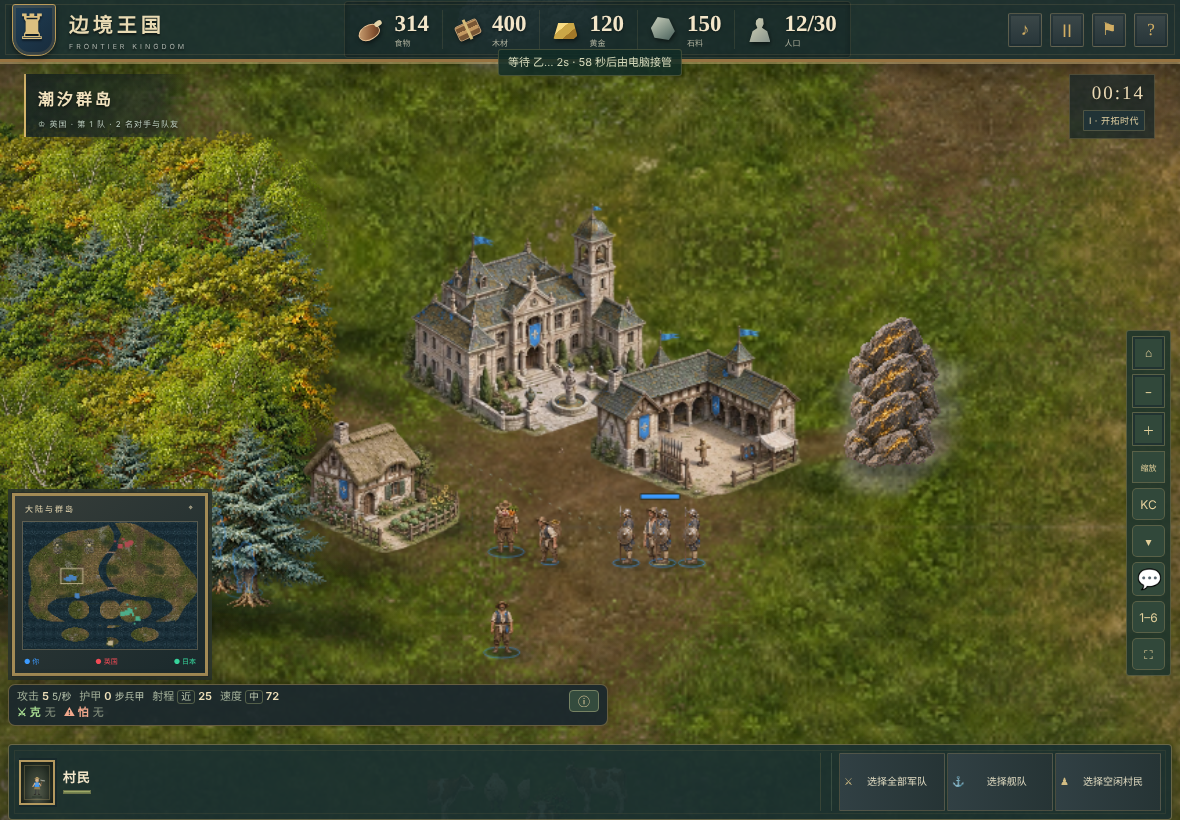 边境王国
FRONTIER KINGDOM
314
食物
400
木材
120
黄金
150
石料
12/30
人口
?
等待 乙... 2s · 58 秒后由电脑接管
潮汐群岛
英国 · 第 1 队 · 2 名对手与队友
00:14
I · 开拓时代
缩放
KC
1–6
大陆与群岛
你
英国
日本
攻击 5 5/秒 护甲 0 步兵甲 射程 近 25 速度 中 72
克 无 怕 无
村民
选择全部军队
选择舰队
选择空闲村民